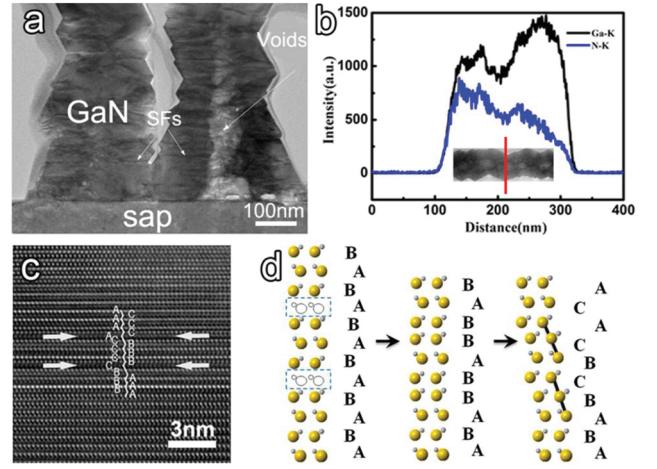 a
GaN
SFs
Voids
sap
100nm
b
Intensity(a.u.)
1500
1000
500
0
Ga-K
N-K
0
100
200
300
400
Distance(nm)
c
3nm
d
B
A
B
A
B
A
B
A
B
A
B
A
B
A
B
B
A
B
B
A
B
A
A
C
A
C
B
C
B
A
B
A